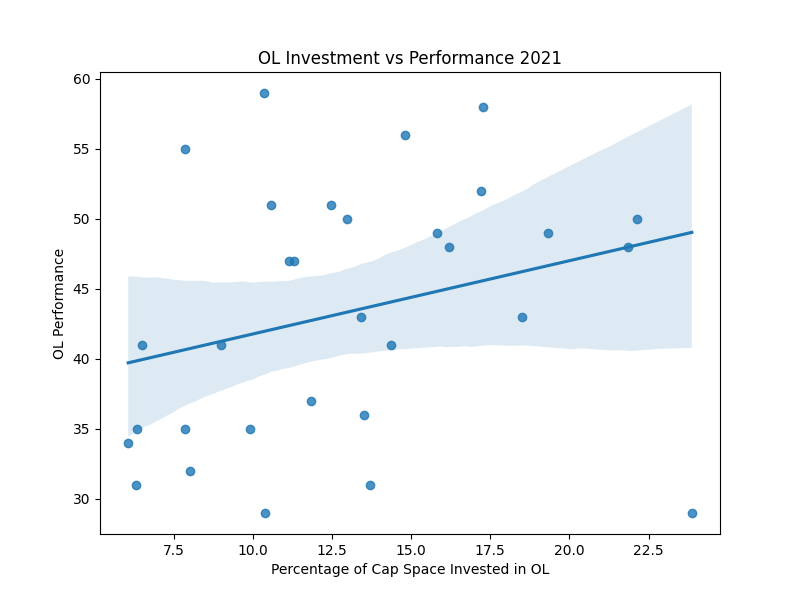 OL Investment vs Performance 2021
60
55
50
45
40
35
30
OL Performance
7.5 10.0 12.5 15.0 17.5 20.0 22.5
Percentage of Cap Space Invested in OL